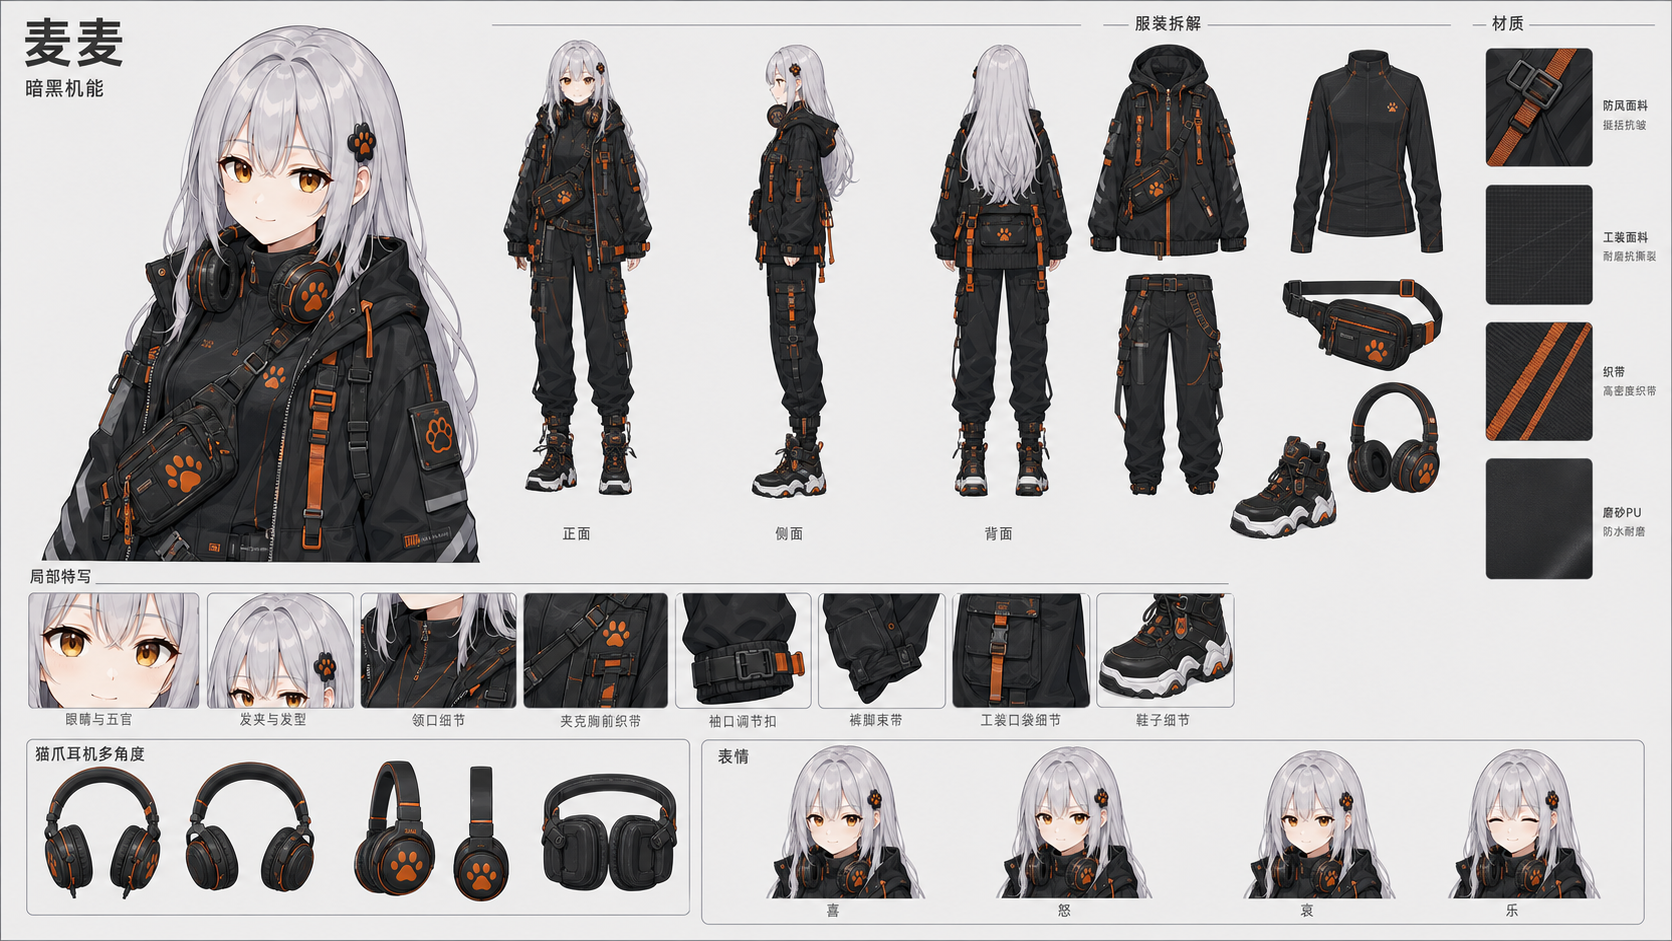 麦麦
暗黑机能
服装拆解
材质
防风面料
挺括抗皱
工装面料
耐磨抗撕裂
织带
高密度织带
磨砂PU
防水耐磨
正面
侧面
背面
局部特写
眼睛与五官
发夹与发型
领口细节
夹克胸前织带
袖口调节扣
裤脚束带
工装口袋细节
鞋子细节
猫爪耳机多角度
表情
喜
怒
哀
乐